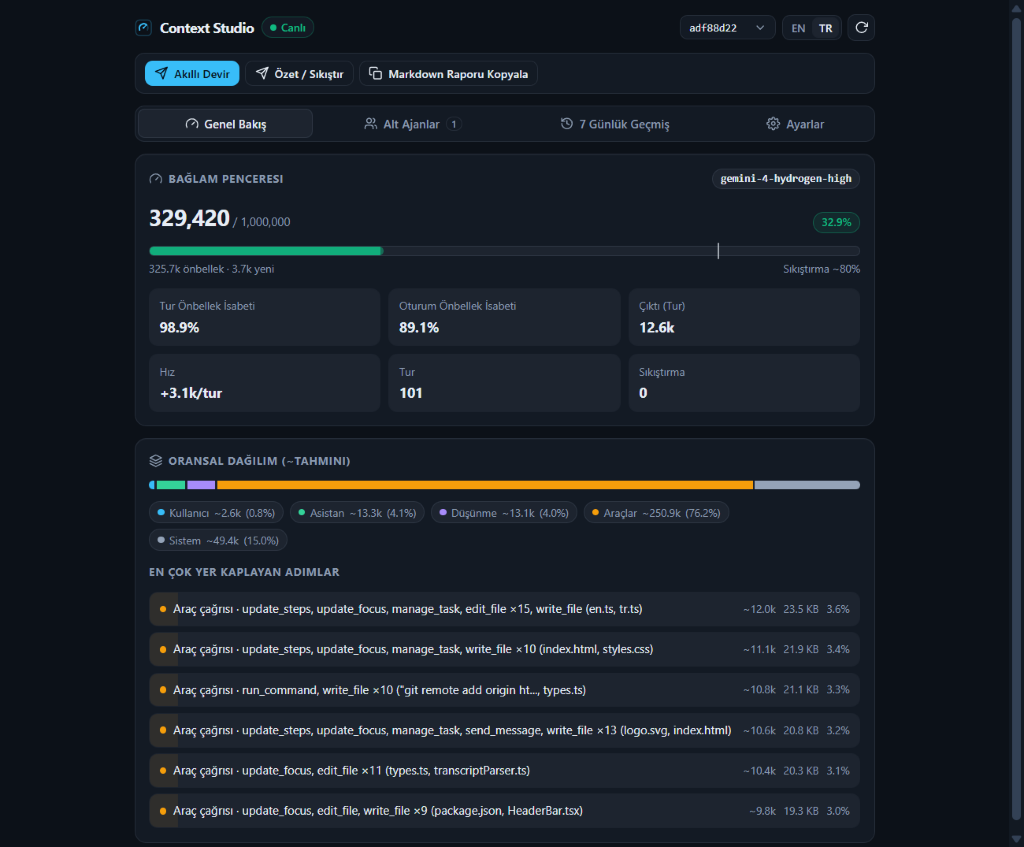 Context Studio Canlı adf88d22 EN TR
Akıllı Devir Özet / Sıkıştır Markdown Raporu Kopyala
Genel Bakış Alt Ajanlar 1 7 Günlük Geçmiş Ayarlar
BAĞLAM PENCERESI gemini-4-hydrogen-high
329,420 / 1,000,000 32.9%
325.7k önbellek · 3.7k yeni Sıkıştırma ~80%
Tur Önbellek İsabeti Oturum Önbellek İsabeti Çıktı (Tur)
98.9% 89.1% 12.6k
Hız Tur Sıkıştırma
+3.1k/tur 101 0
ORANSAL DAĞILIM (~TAHMINI)
Kullanıcı ~2.6k (0.8%) Asistan ~13.3k (4.1%) Düşünme ~13.1k (4.0%) Araçlar ~250.9k (76.2%)
Sistem ~49.4k (15.0%)
EN ÇOK YER KAPLAYAN ADIMLAR
Araç çağrısı · update_steps, update_focus, manage_task, edit_file ×15, write_file (en.ts, tr.ts) ~12.0k 23.5 KB 3.6%
Araç çağrısı · update_steps, update_focus, manage_task, write_file ×10 (index.html, styles.css) ~11.1k 21.9 KB 3.4%
Araç çağrısı · run_command, write_file ×10 ("git remote add origin ht..., types.ts) ~10.8k 21.1 KB 3.3%
Araç çağrısı · update_steps, update_focus, manage_task, send_message, write_file ×13 (logo.svg, index.html) ~10.6k 20.8 KB 3.2%
Araç çağrısı · update_focus, edit_file ×11 (types.ts, transcriptParser.ts) ~10.4k 20.3 KB 3.1%
Araç çağrısı · update_focus, edit_file, write_file ×9 (package.json, HeaderBar.tsx) ~9.8k 19.3 KB 3.0%